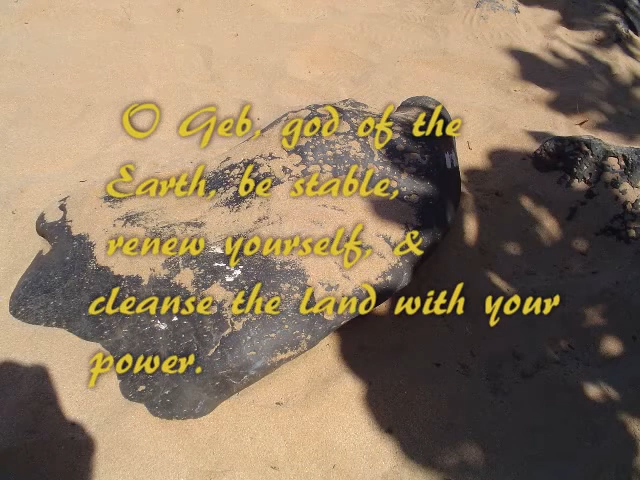 O Geb, god of the
Earth, be stable,
renew yourself, &
cleanse the land with your
power.